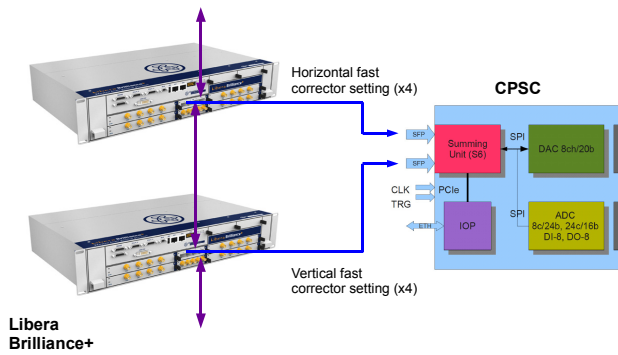 Horizontal fast
corrector setting (x4)
CPSC
SFP
Summing
Unit (S6)
SPI
DAC 8ch/20b
SFP
CLK
PCIe
TRG
SPI
ADC
8c/24b, 24c/16b
DI-8, DO-8
ETH
IOP
Vertical fast
corrector setting (x4)
Libera
Brilliance+